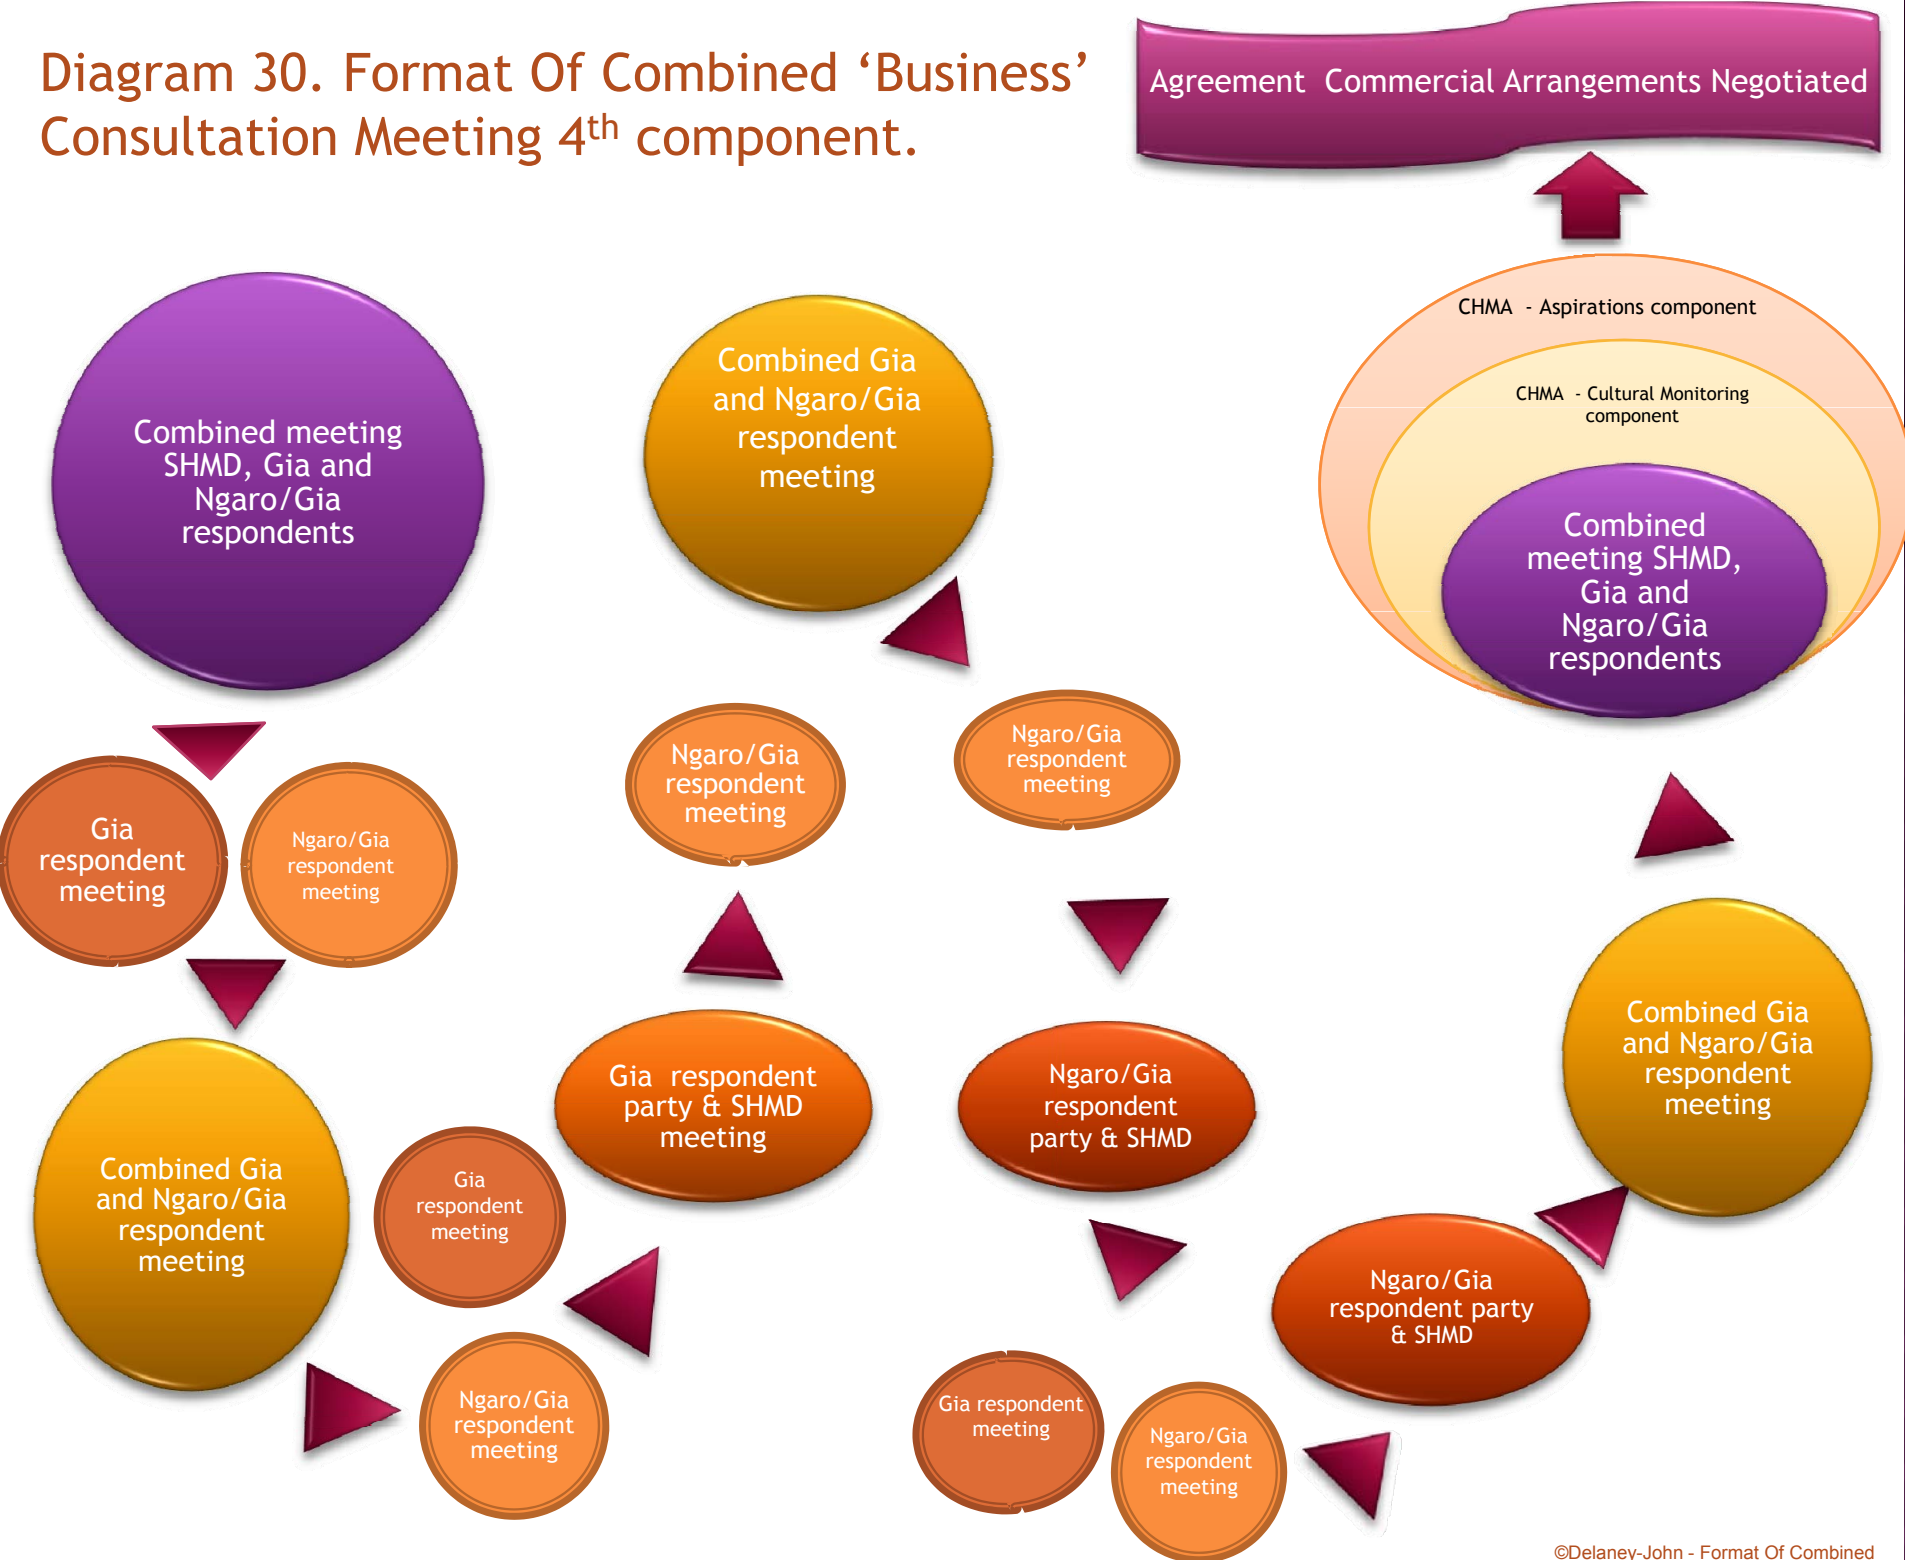 Diagram 30. Format Of Combined ‘Business’
Consultation Meeting 4th component.
Agreement  Commercial Arrangements Negotiated
Combined meeting
SHMD, Gia and
Ngaro/Gia
respondents
Gia
respondent
meeting
Ngaro/Gia
respondent
meeting
Combined Gia
and Ngaro/Gia
respondent
meeting
Ngaro/Gia
respondent
meeting
Gia
respondent
meeting
Gia  respondent
party & SHMD
meeting
Ngaro/Gia
respondent
meeting
Combined Gia
and Ngaro/Gia
respondent
meeting
Ngaro/Gia
respondent
meeting
Ngaro/Gia
respondent
party & SHMD
Gia respondent
meeting
Ngaro/Gia
respondent
meeting
Ngaro/Gia
respondent party
& SHMD
Combined Gia
and Ngaro/Gia
respondent
meeting
CHMA  - Aspirations component
CHMA  - Cultural Monitoring
component
Combined
meeting SHMD,
Gia and
Ngaro/Gia
respondents
©Delaney-John - Format Of Combined